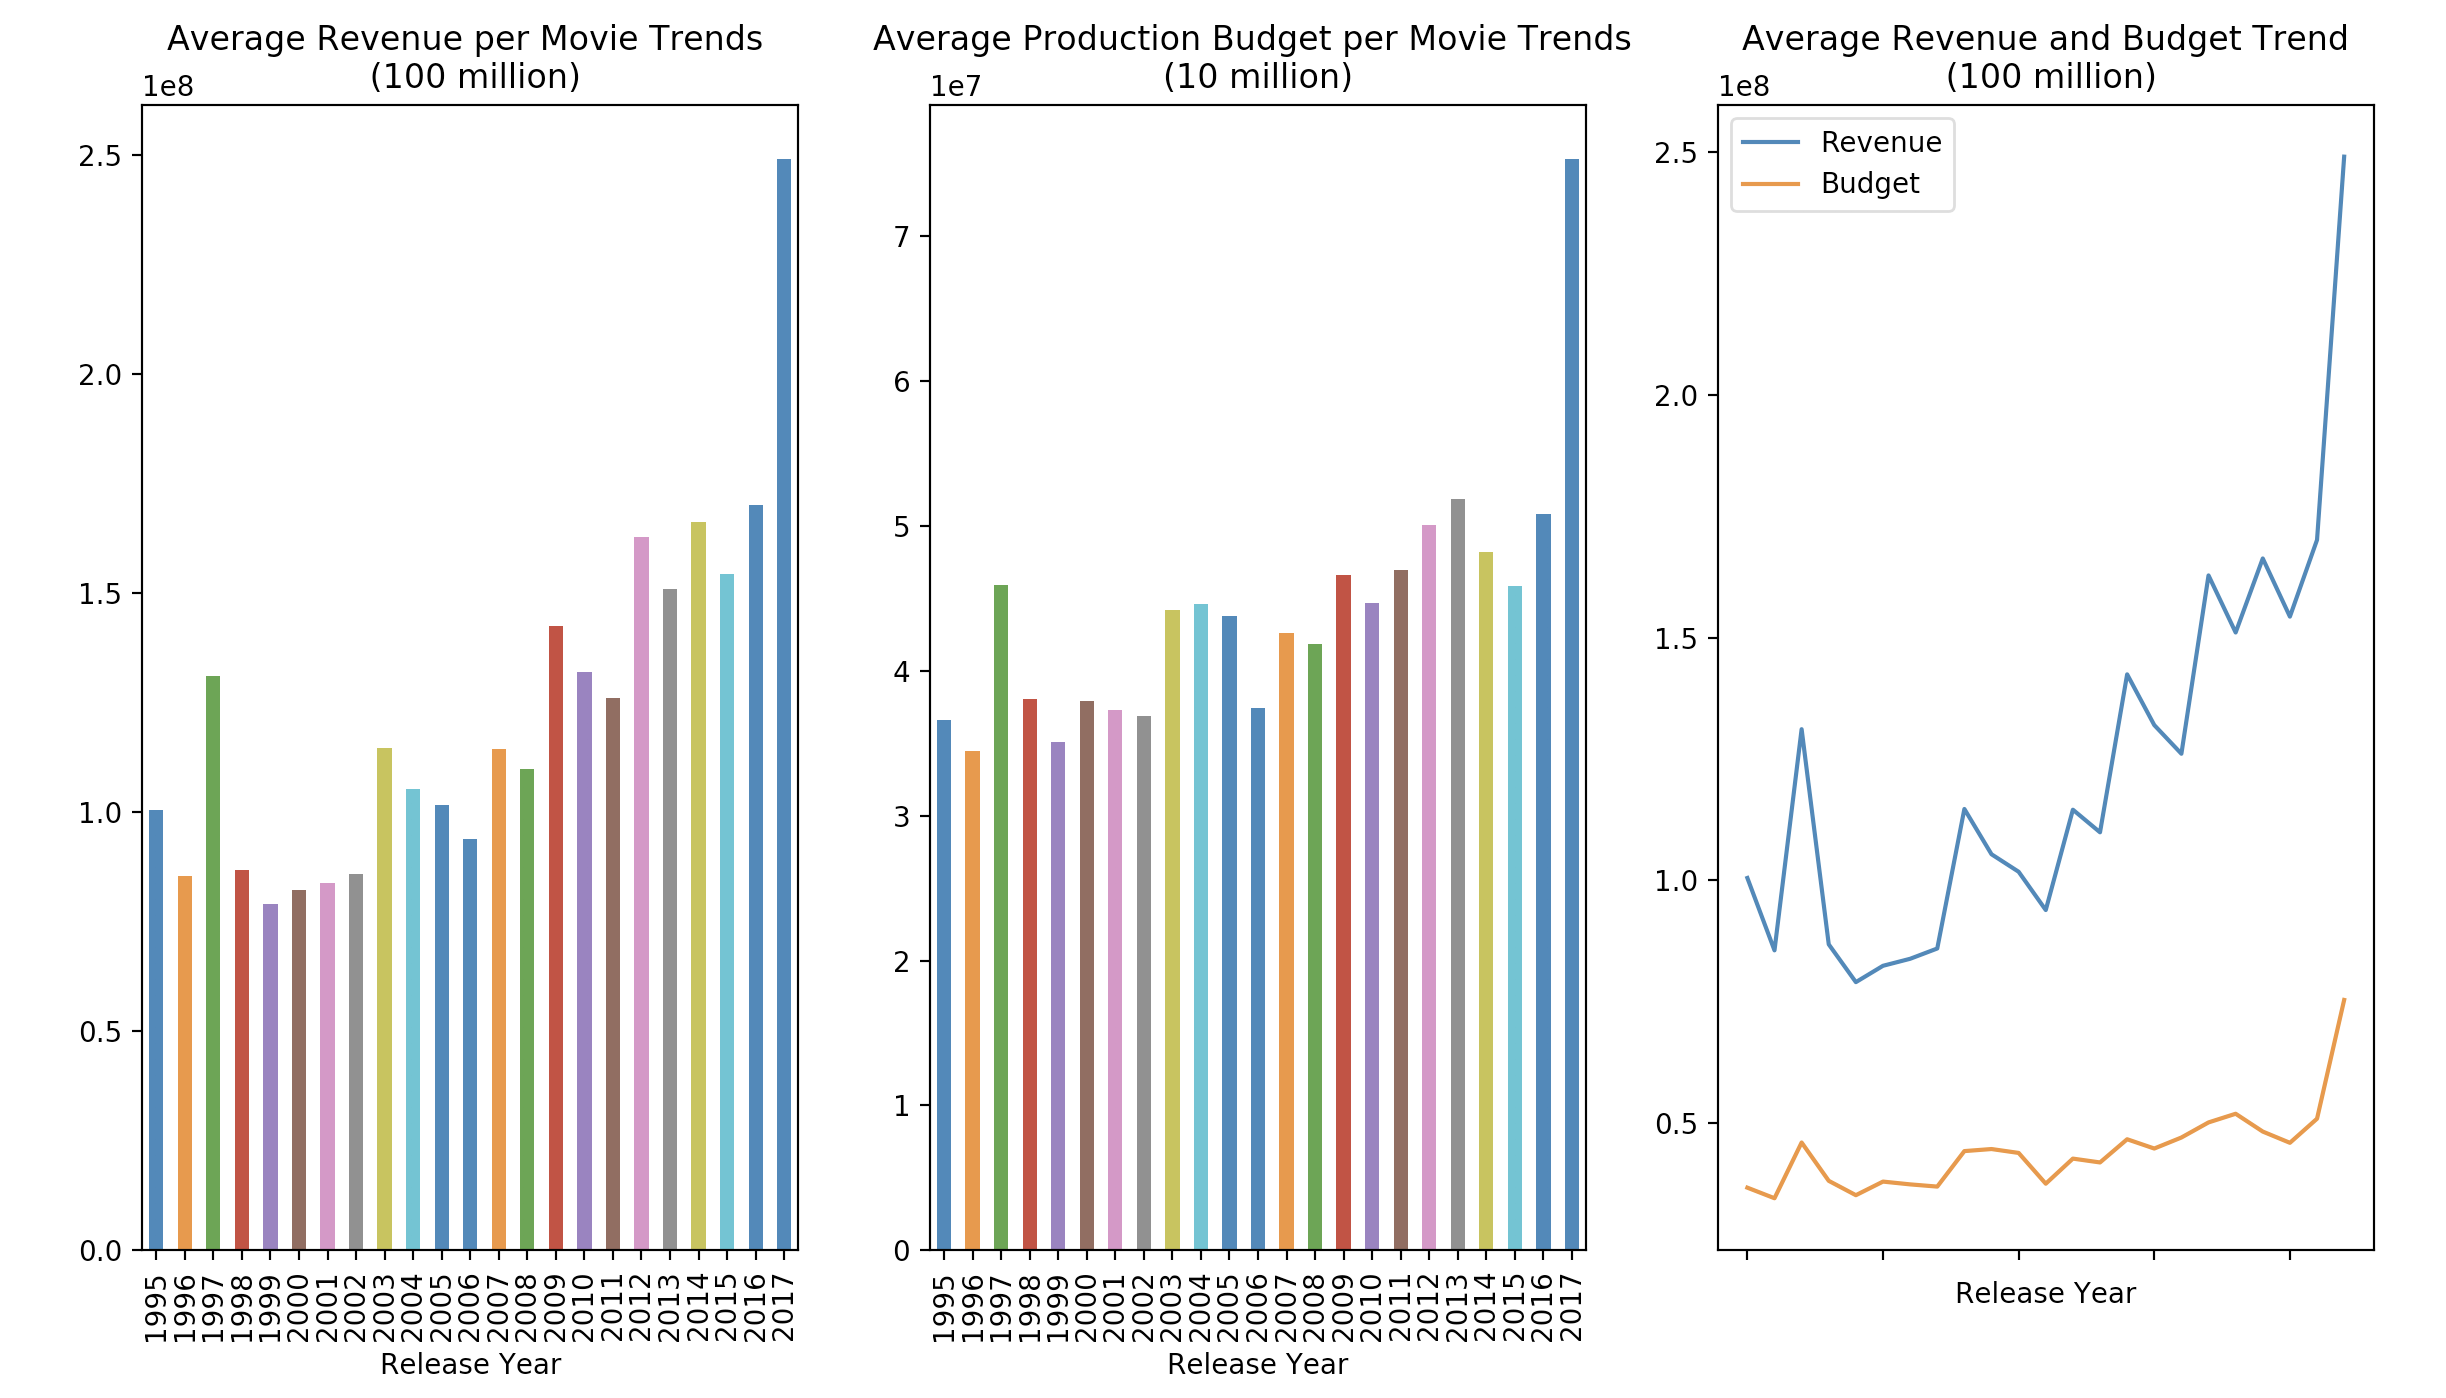 Average Revenue per Movie Trends
(100 million)
1e8
2.5
2.0
1.5
1.0
0.5
0.0
1995 1996 1997 1998 1999 2000 2001 2002 2003 2004 2005 2006 2007 2008 2009 2010 2011 2012 2013 2014 2015 2016 2017
Release Year
Average Production Budget per Movie Trends
(10 million)
1e7
7
6
5
4
3
2
1
0
1995 1996 1997 1998 1999 2000 2001 2002 2003 2004 2005 2006 2007 2008 2009 2010 2011 2012 2013 2014 2015 2016 2017
Release Year
Average Revenue and Budget Trend
(100 million)
1e8
Revenue
Budget
2.5
2.0
1.5
1.0
0.5
Release Year